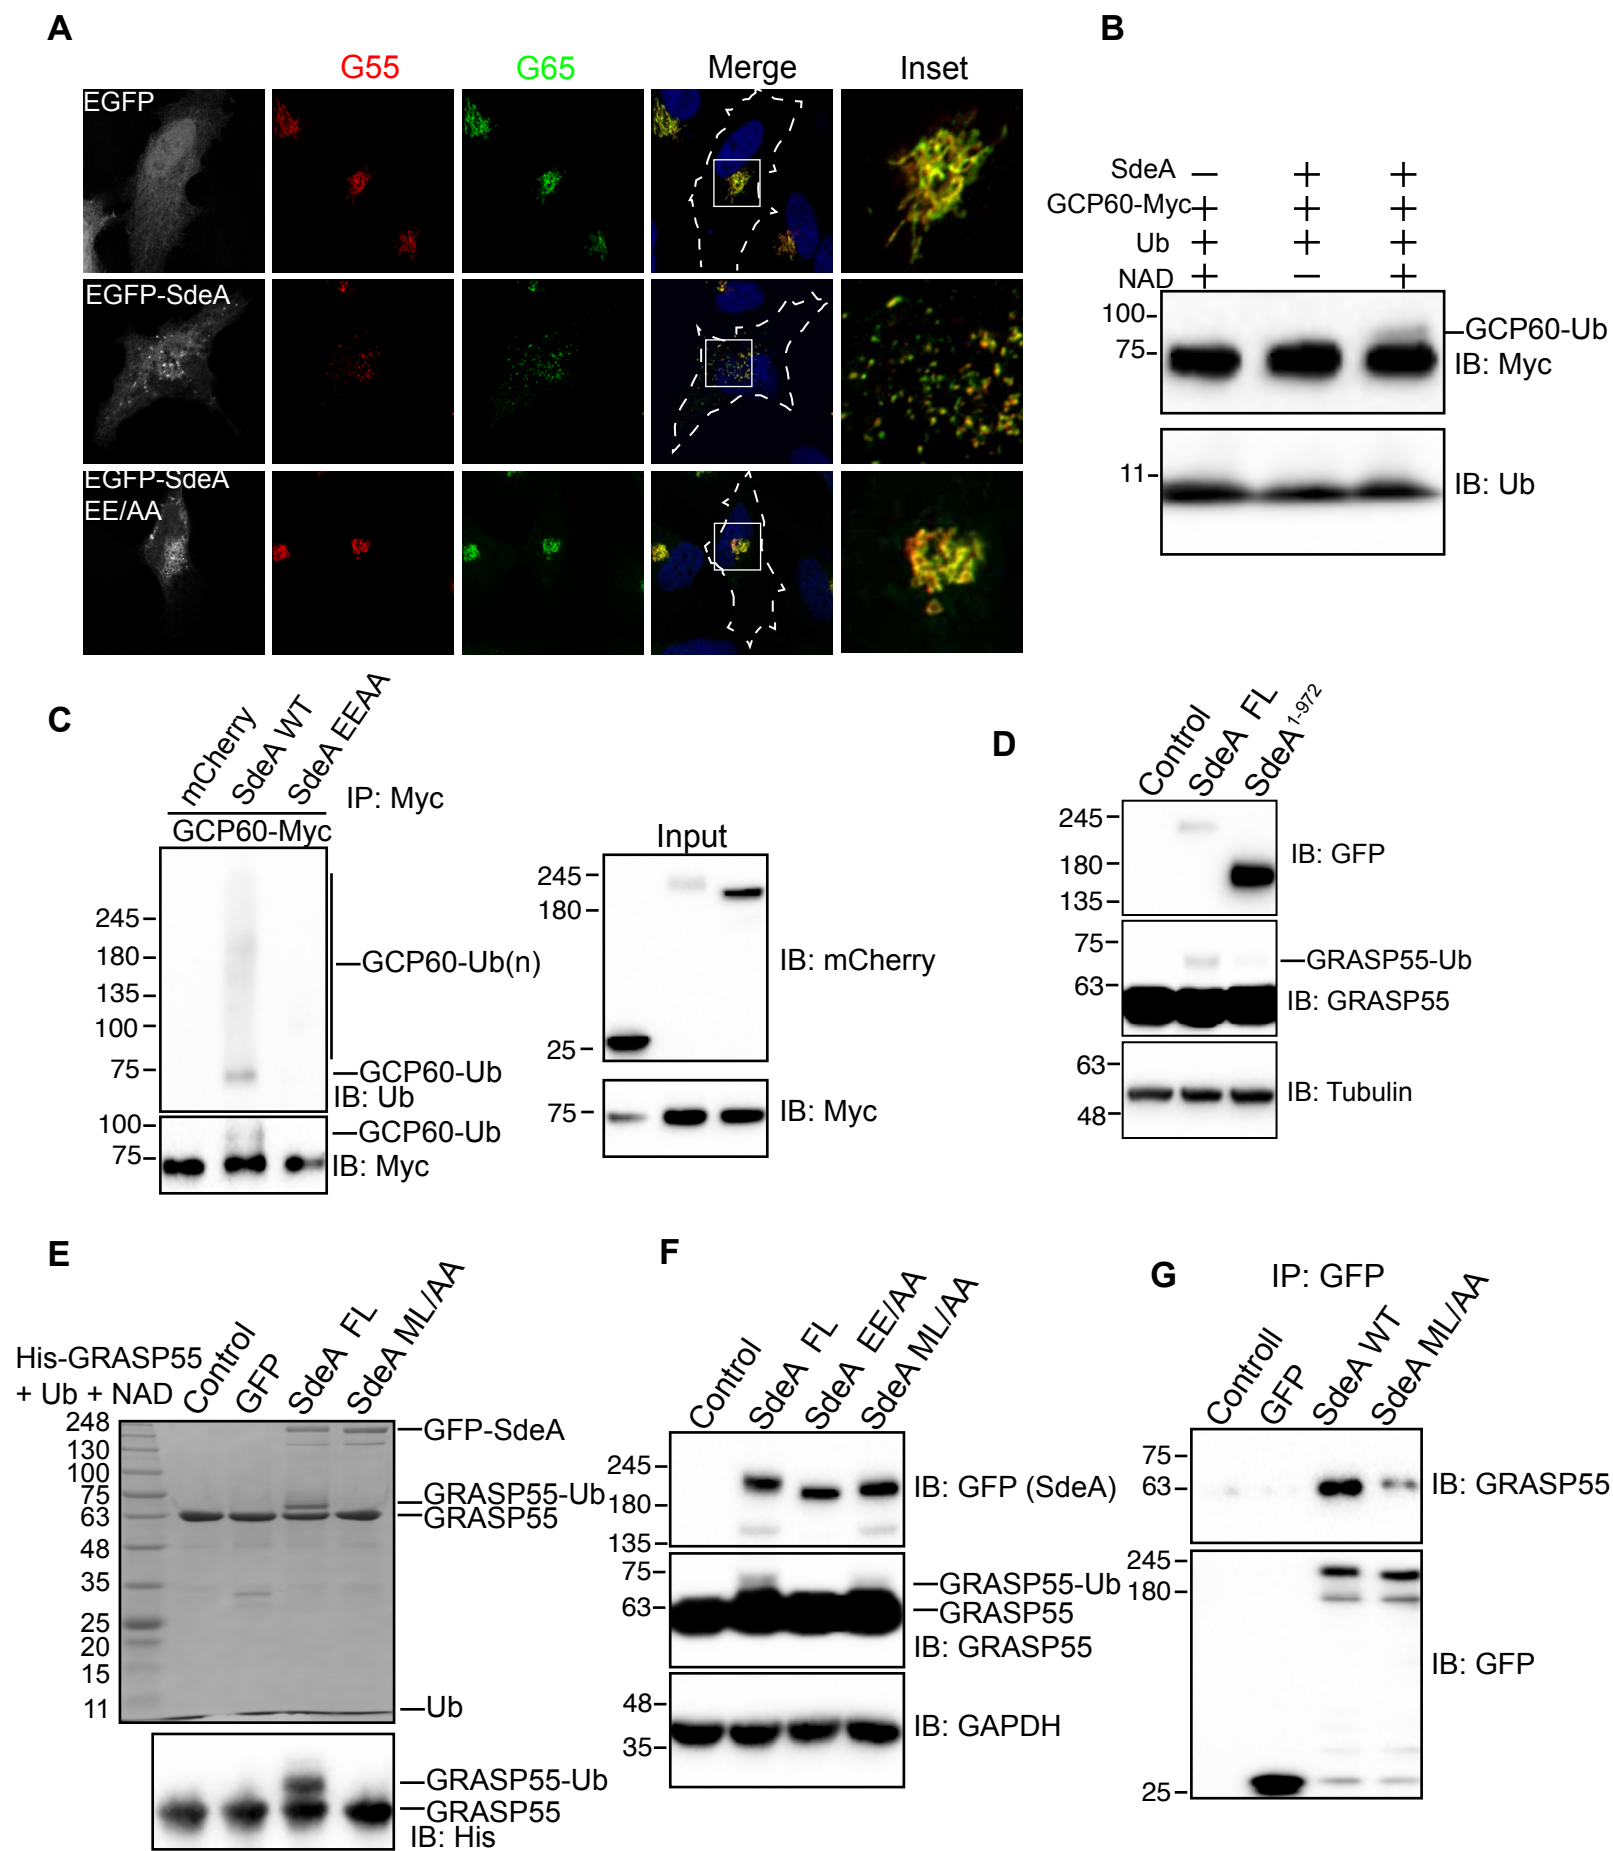 A
G55 G65 Merge Inset
EGFP
EGFP-SdeA
EGFP-SdeA
EE/AA
B
SdeA – + +
GCP60-Myc + + +
Ub + + +
NAD + – +
100
75
GCP60-Ub
IB: Myc
11
IB: Ub
C
mCherry
SdeA WT
SdeA EEAA
IP: Myc
GCP60-Myc
245
180
135
100
75
GCP60-Ub(n)
GCP60-Ub
IB: Ub
100
75
GCP60-Ub
IB: Myc
Input
245
180
25
IB: mCherry
75
IB: Myc
D
Control
SdeA FL
SdeA 1-972
245
180
135
IB: GFP
75
63
GRASP55-Ub
IB: GRASP55
63
48
IB: Tubulin
E
His-GRASP55
+ Ub + NAD
Control
GFP
SdeA FL
SdeA ML/AA
248
130
100
75
63
48
35
25
20
15
11
GFP-SdeA
GRASP55-Ub
GRASP55
Ub
GRASP55-Ub
GRASP55
IB: His
F
Control
SdeA FL
SdeA EE/AA
SdeA ML/AA
245
180
135
IB: GFP (SdeA)
75
63
GRASP55-Ub
GRASP55
IB: GRASP55
48
35
IB: GAPDH
G
IP: GFP
Controll
GFP
SdeA WT
SdeA ML/AA
75
63
IB: GRASP55
245
180
25
IB: GFP